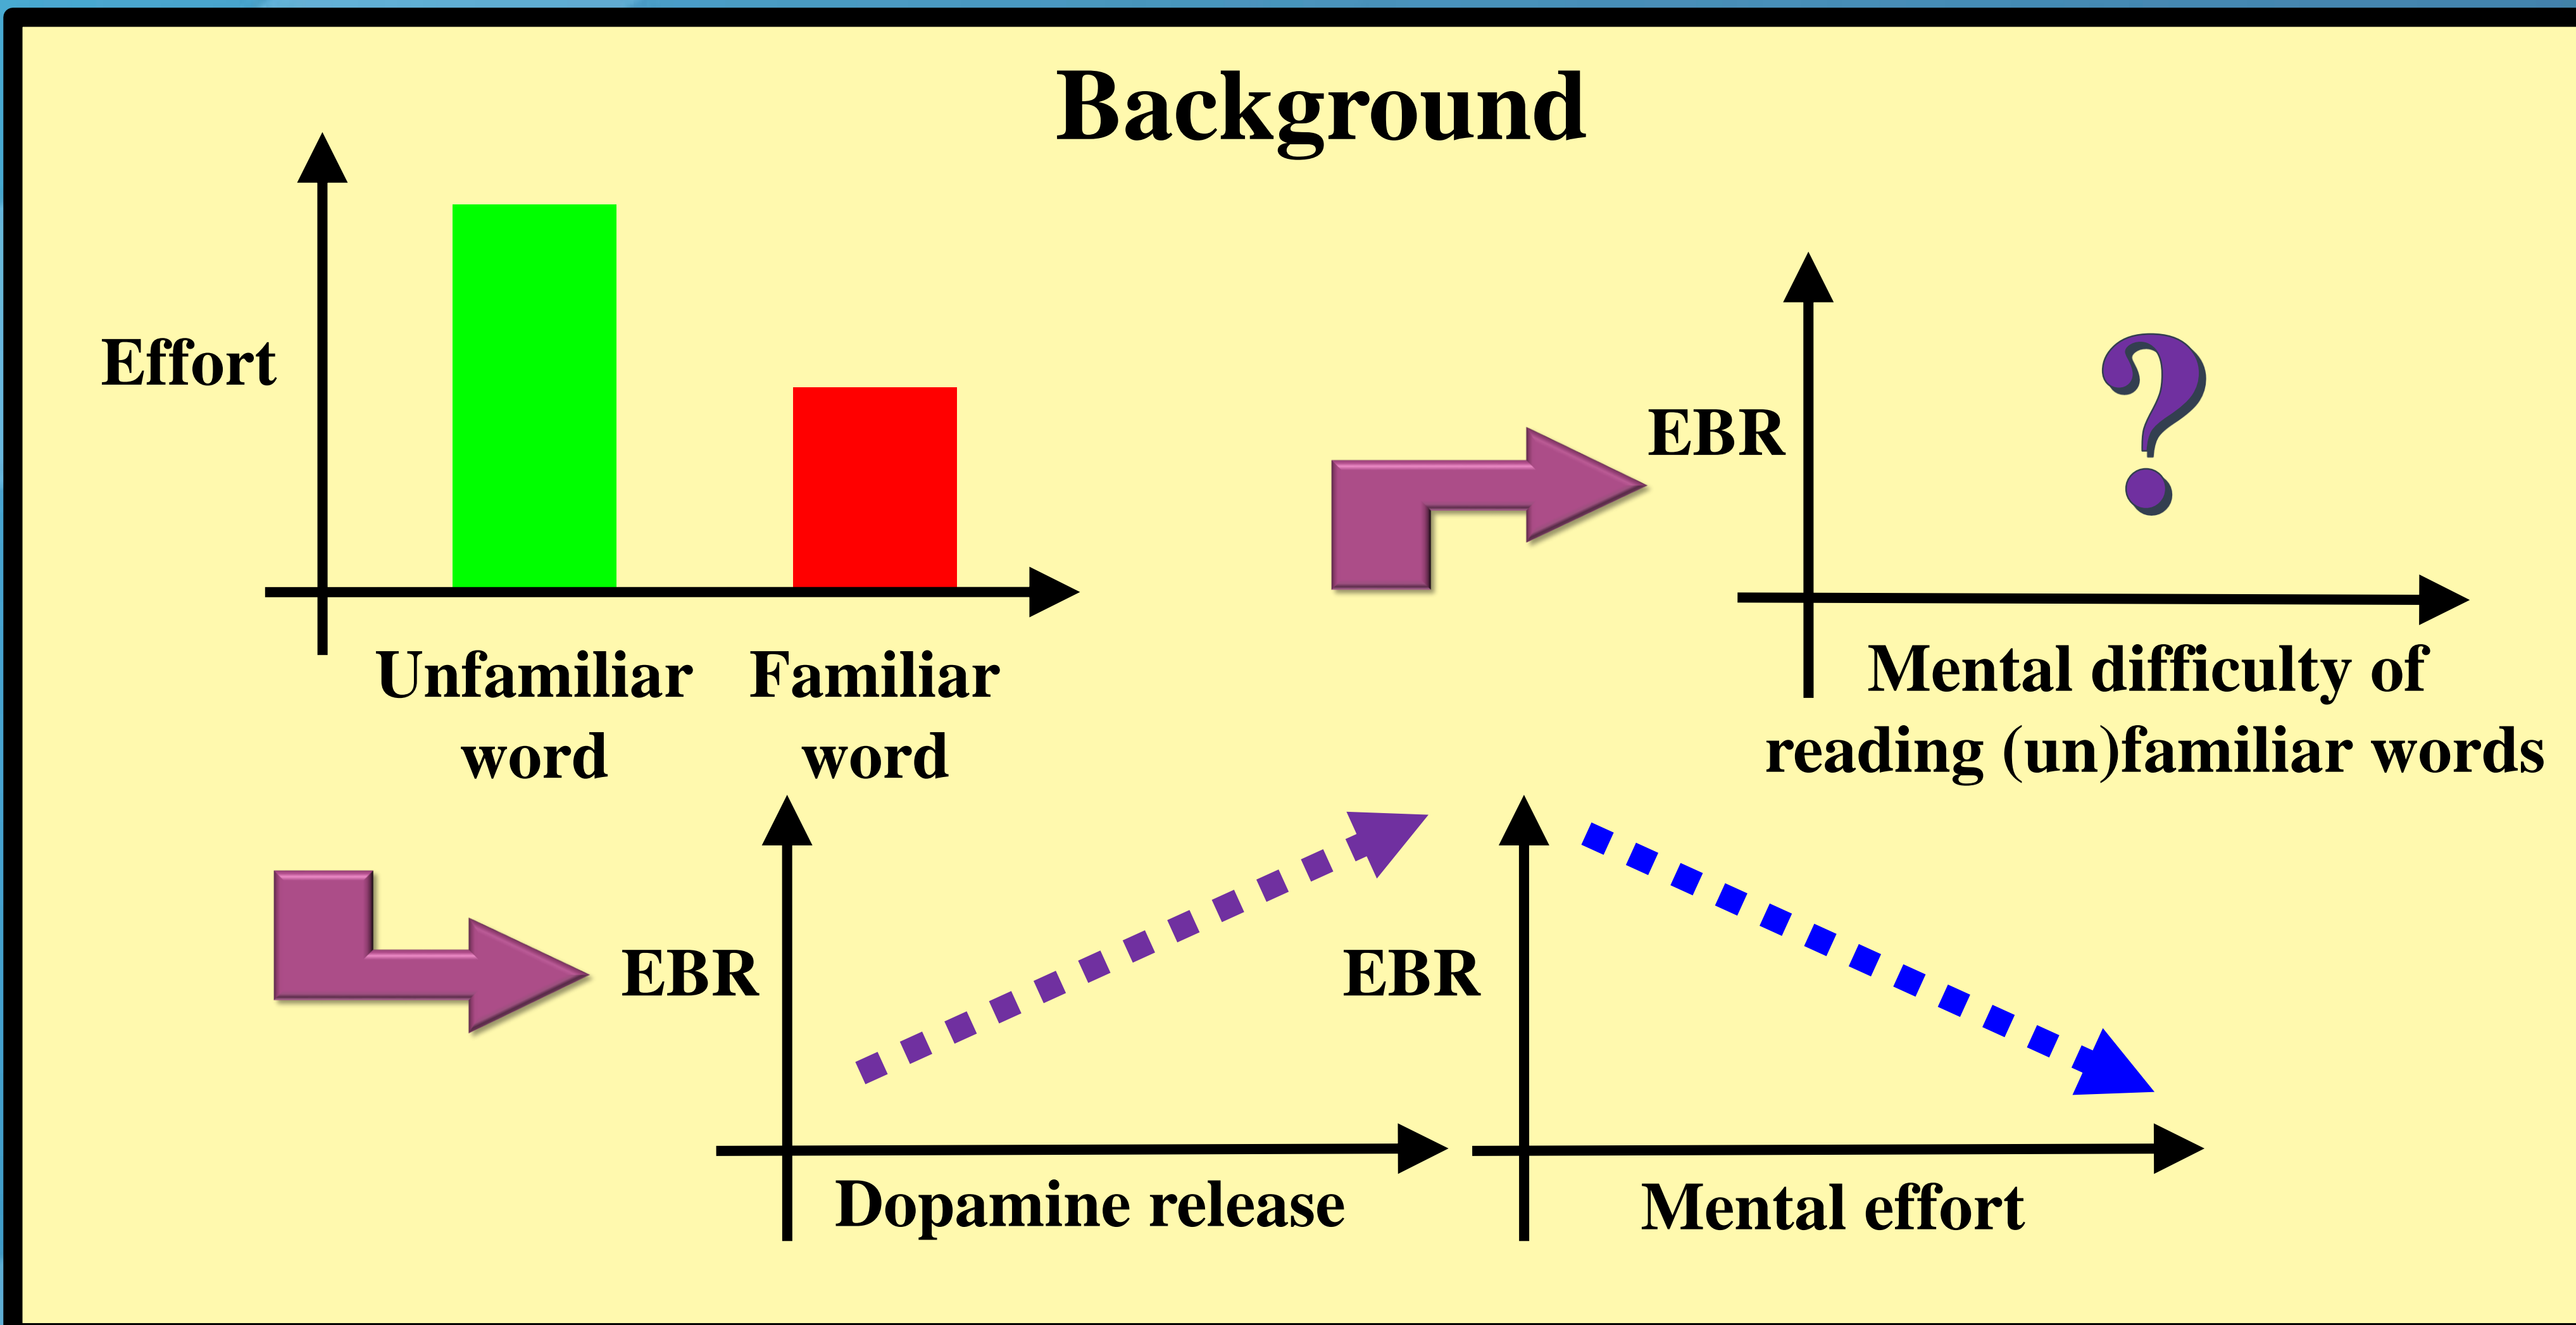 Background
Effort
Unfamiliar word
Familiar word
EBR
Dopamine release
EBR
Mental effort
EBR
?
Mental difficulty of
reading (un)familiar words